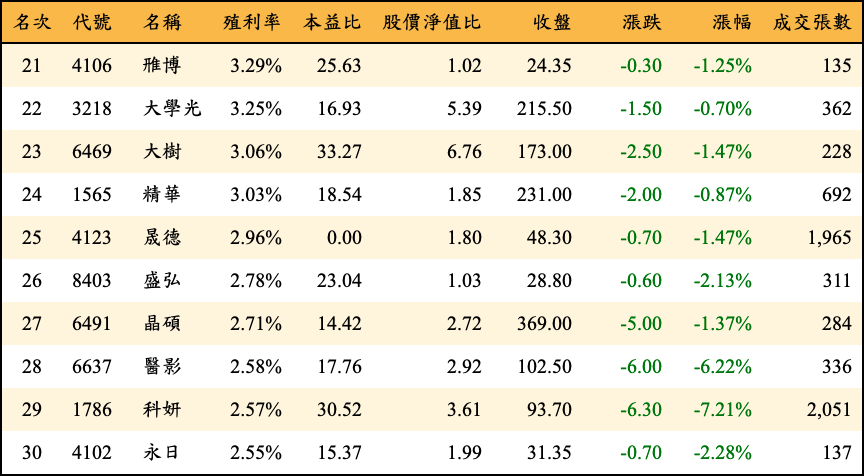 名次 代號 名稱 殖利率 本益比 股價淨值比 收盤 漲跌 漲幅 成交張數
21 4106 雃博 3.29% 25.63 1.02 24.35 -0.30 -1.25% 135
22 3218 大學光 3.25% 16.93 5.39 215.50 -1.50 -0.70% 362
23 6469 大樹 3.06% 33.27 6.76 173.00 -2.50 -1.47% 228
24 1565 精華 3.03% 18.54 1.85 231.00 -2.00 -0.87% 692
25 4123 晟德 2.96% 0.00 1.80 48.30 -0.70 -1.47% 1,965
26 8403 盛弘 2.78% 23.04 1.03 28.80 -0.60 -2.13% 311
27 6491 晶碩 2.71% 14.42 2.72 369.00 -5.00 -1.37% 284
28 6637 醫影 2.58% 17.76 2.92 102.50 -6.00 -6.22% 336
29 1786 科妍 2.57% 30.52 3.61 93.70 -6.30 -7.21% 2,051
30 4102 永日 2.55% 15.37 1.99 31.35 -0.70 -2.28% 137